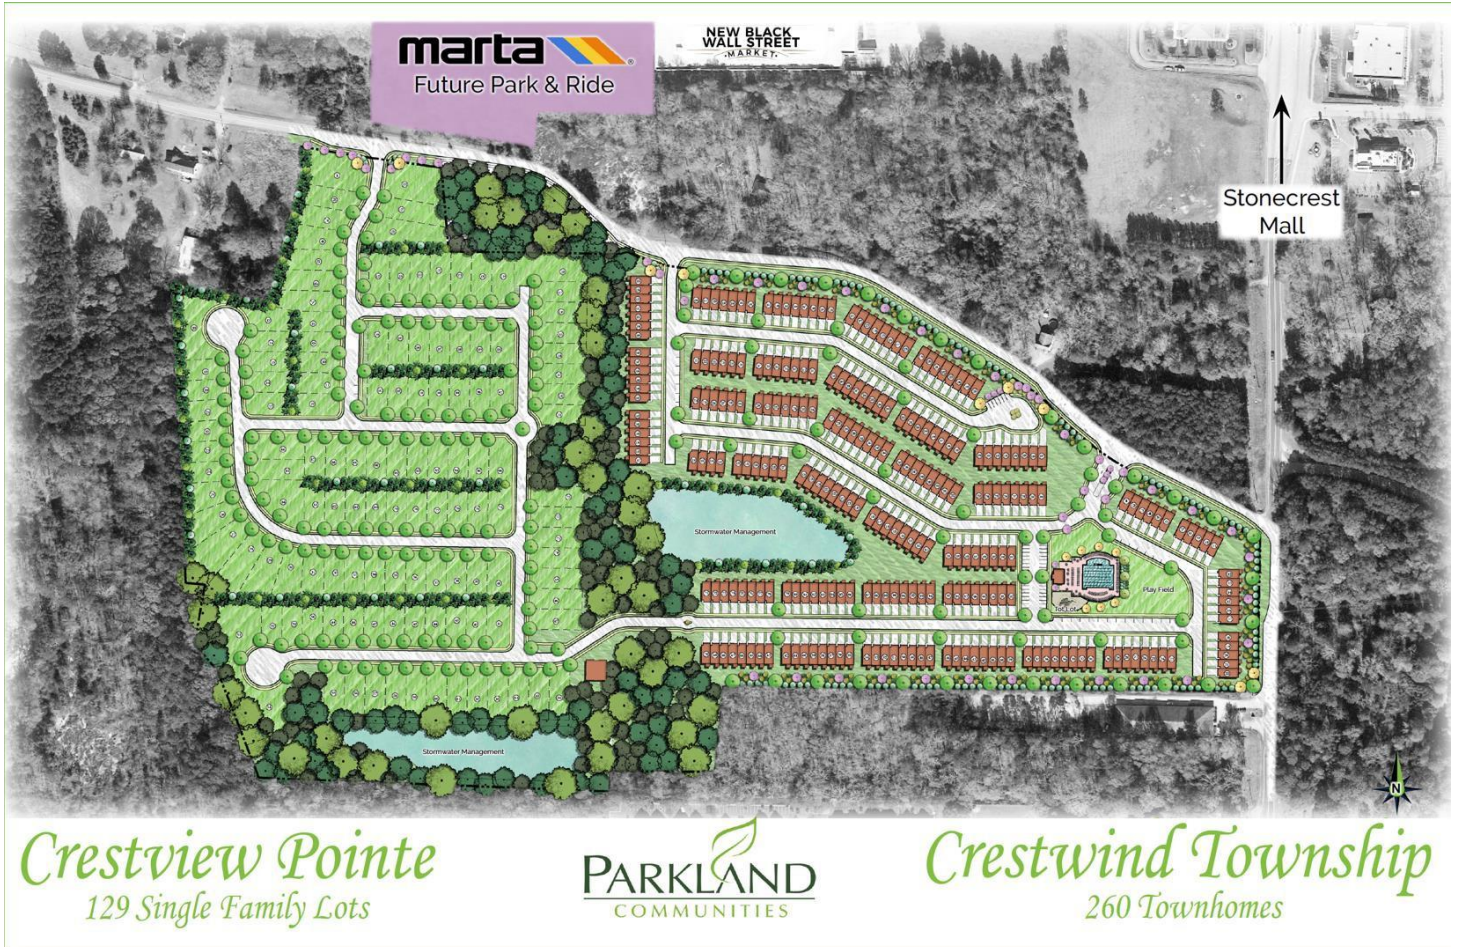 marta
Future Park & Ride
NEW BLACK
WALL STREET
MARKET
Stonecrest
Mall
Stormwater Management
Play Field
Tot Lot
Stormwater Management
N
Crestview Pointe
129 Single Family Lots
PARKLAND
COMMUNITIES
Crestwind Township
260 Townhomes